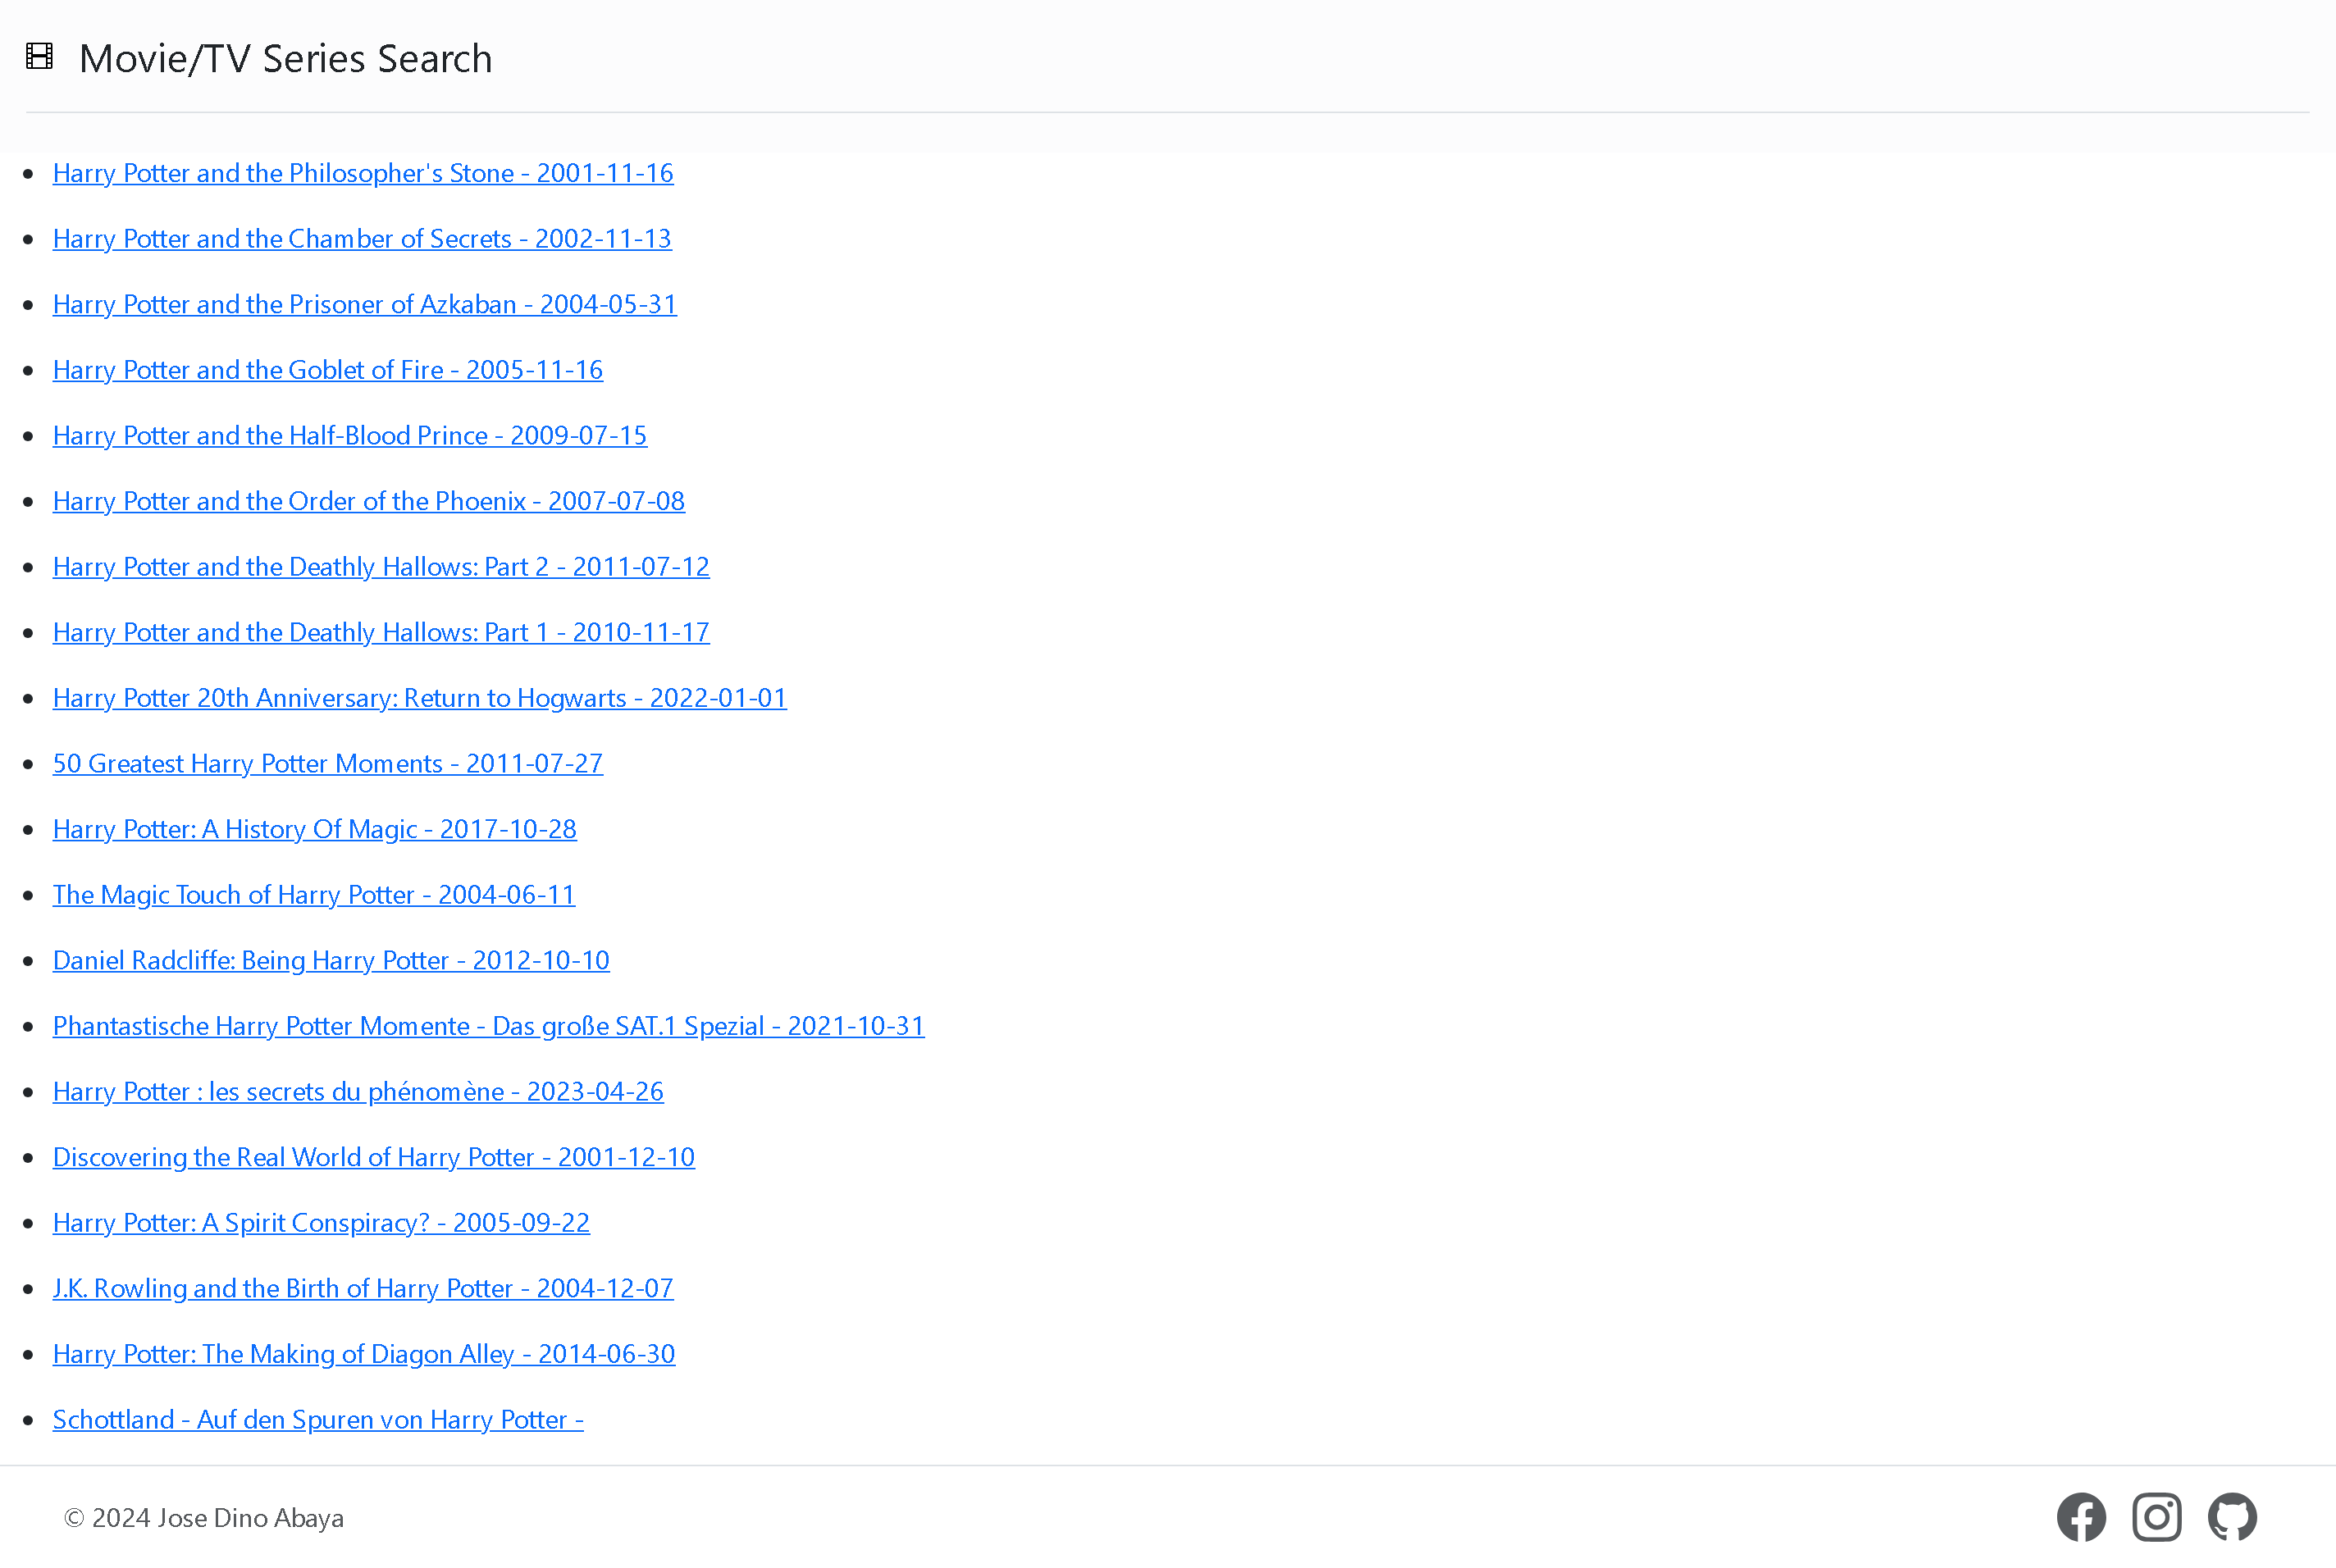 Movie/TV Series Search
Harry Potter and the Philosopher's Stone - 2001-11-16
Harry Potter and the Chamber of Secrets - 2002-11-13
Harry Potter and the Prisoner of Azkaban - 2004-05-31
Harry Potter and the Goblet of Fire - 2005-11-16
Harry Potter and the Half-Blood Prince - 2009-07-15
Harry Potter and the Order of the Phoenix - 2007-07-08
Harry Potter and the Deathly Hallows: Part 2 - 2011-07-12
Harry Potter and the Deathly Hallows: Part 1 - 2010-11-17
Harry Potter 20th Anniversary: Return to Hogwarts - 2022-01-01
50 Greatest Harry Potter Moments - 2011-07-27
Harry Potter: A History Of Magic - 2017-10-28
The Magic Touch of Harry Potter - 2004-06-11
Daniel Radcliffe: Being Harry Potter - 2012-10-10
Phantastische Harry Potter Momente - Das große SAT.1 Spezial - 2021-10-31
Harry Potter : les secrets du phénomène - 2023-04-26
Discovering the Real World of Harry Potter - 2001-12-10
Harry Potter: A Spirit Conspiracy? - 2005-09-22
J.K. Rowling and the Birth of Harry Potter - 2004-12-07
Harry Potter: The Making of Diagon Alley - 2014-06-30
Schottland - Auf den Spuren von Harry Potter -
© 2024 Jose Dino Abaya